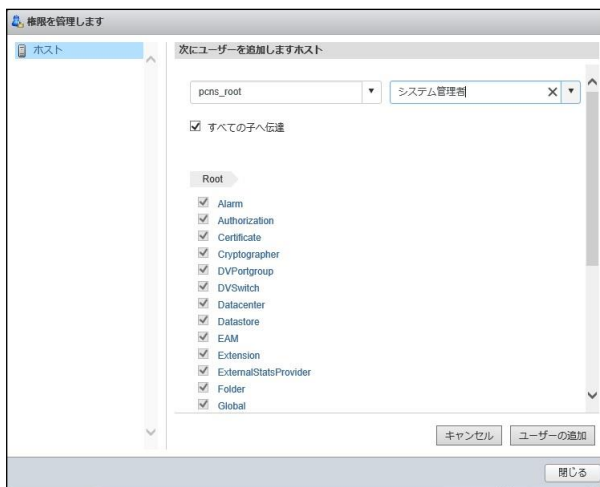 権限を管理します
ホスト
次にユーザーを追加しますホスト
pcns_root
システム管理者
すべての子へ伝達
Root
Alarm
Authorization
Certificate
Cryptographer
DVPortgroup
DVSwitch
Datacenter
Datastore
EAM
Extension
ExternalStatsProvider
Folder
Global
キャンセル
ユーザーの追加
閉じる